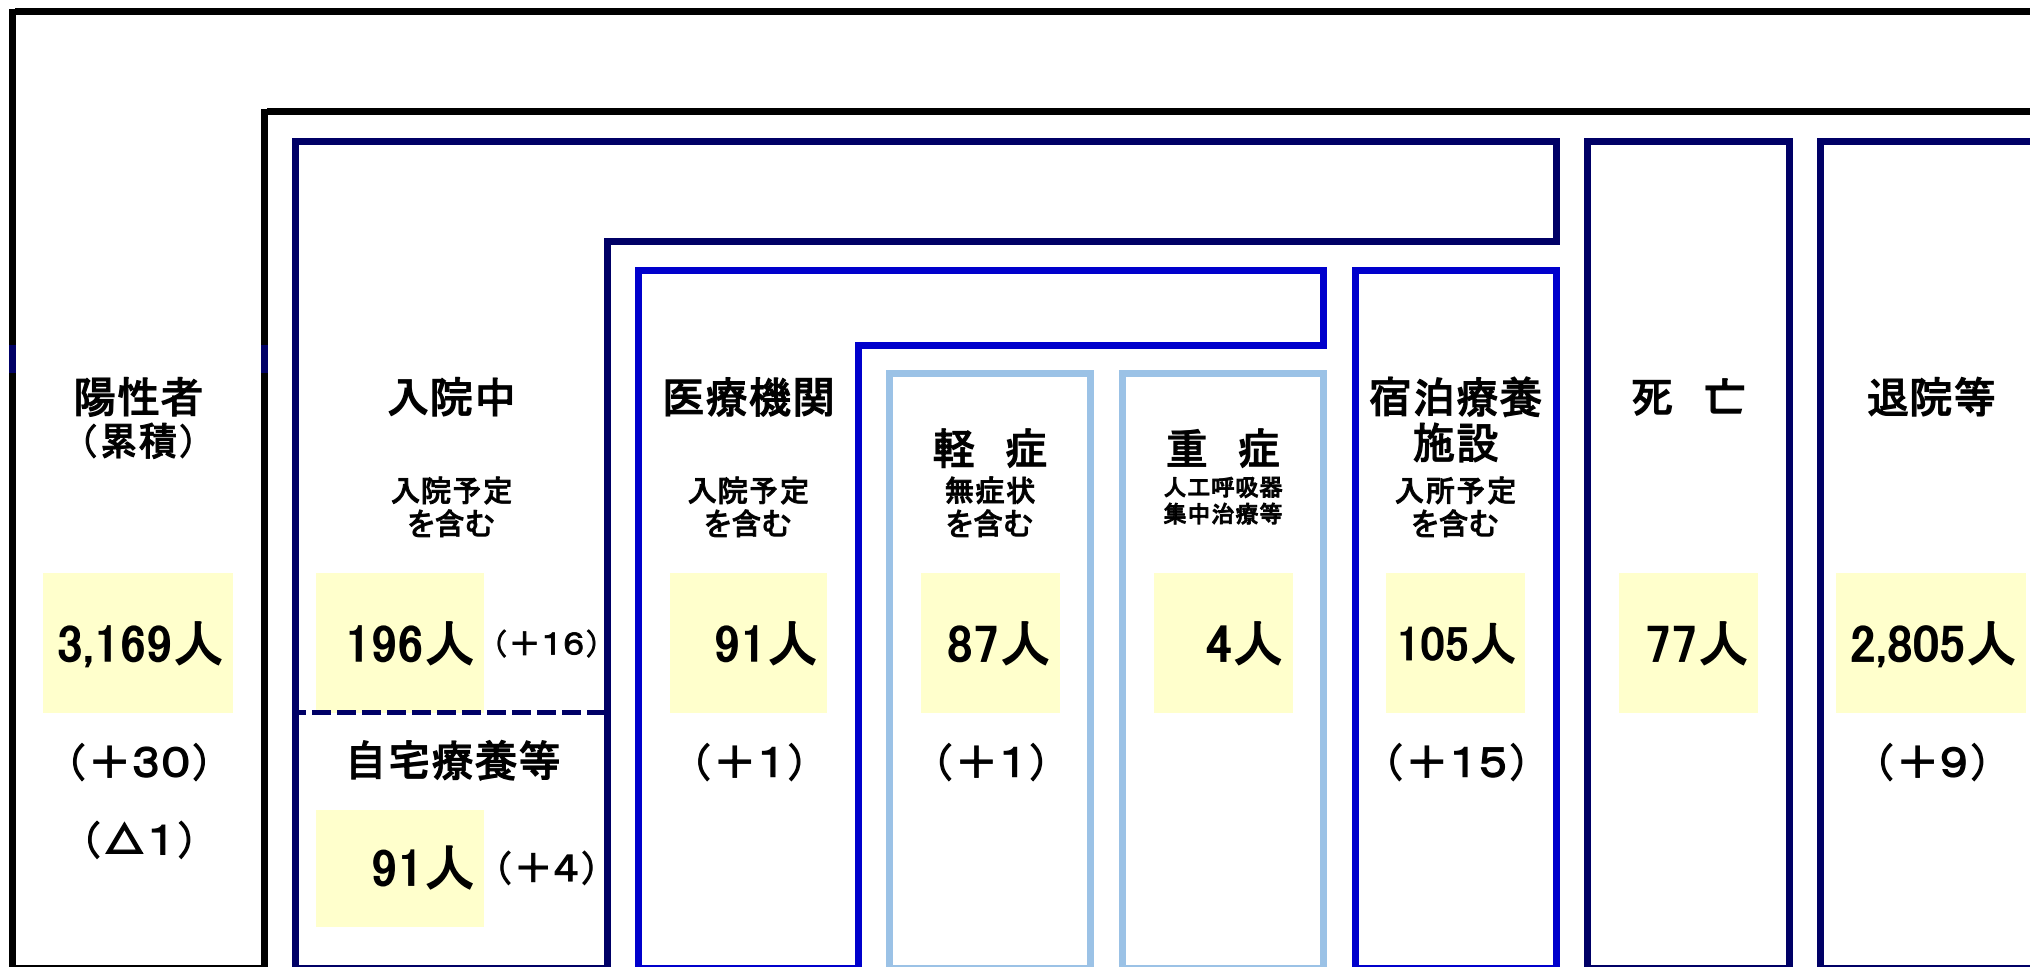 陽性者
（累積）
3,169人
（＋30）
（△1）
入院中
入院予定
を含む
196人（＋16）
自宅療養等
91人（＋4）
医療機関
入院予定
を含む
91人
（＋1）
軽　症
無症状
を含む
87人
（＋1）
重　症
人工呼吸器
集中治療等
4人
宿泊療養
施設
入所予定
を含む
105人
（＋15）
死　亡
77人
退院等
2,805人
（＋9）